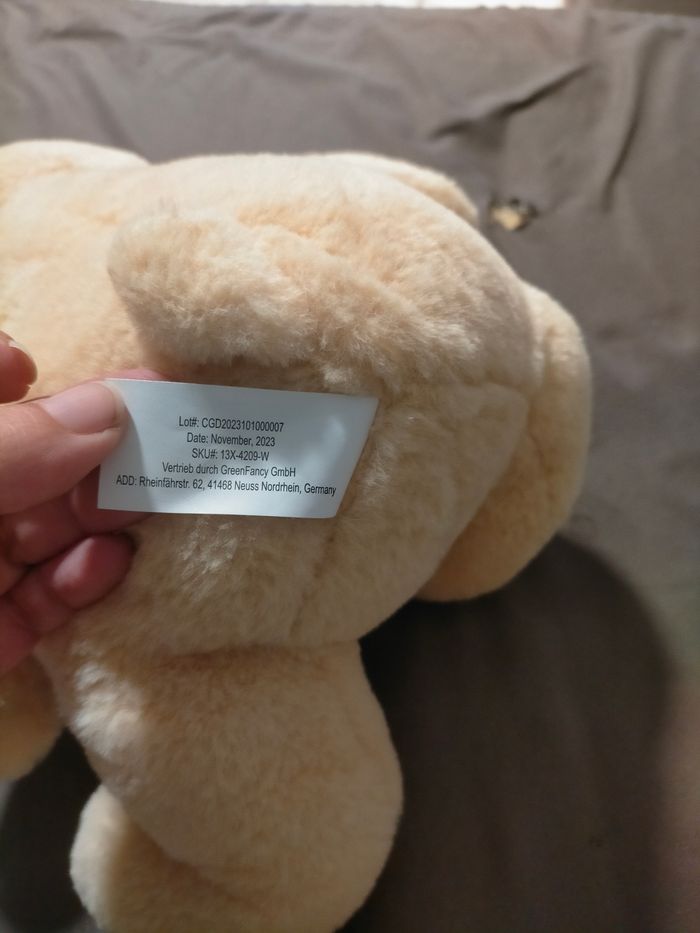 Lot#: CGD2023101000007
Date: November, 2023
SKU#: 13X-4209-W
Vertrieb durch GreenFancy GmbH
ADD: Rheinfährstr. 62, 41468 Neuss Nordrhein, Germany